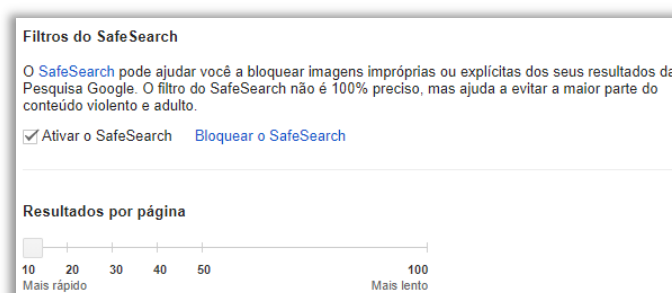 Filtros do SafeSearch
O SafeSearch pode ajudar você a bloquear imagens impróprias ou explícitas dos seus resultados da
Pesquisa Google. O filtro do SafeSearch não é 100% preciso, mas ajuda a evitar a maior parte do
conteúdo violento e adulto.
Ativar o SafeSearch Bloquear o SafeSearch
Resultados por página
10 20 30 40 50 100
Mais rápido Mais lento